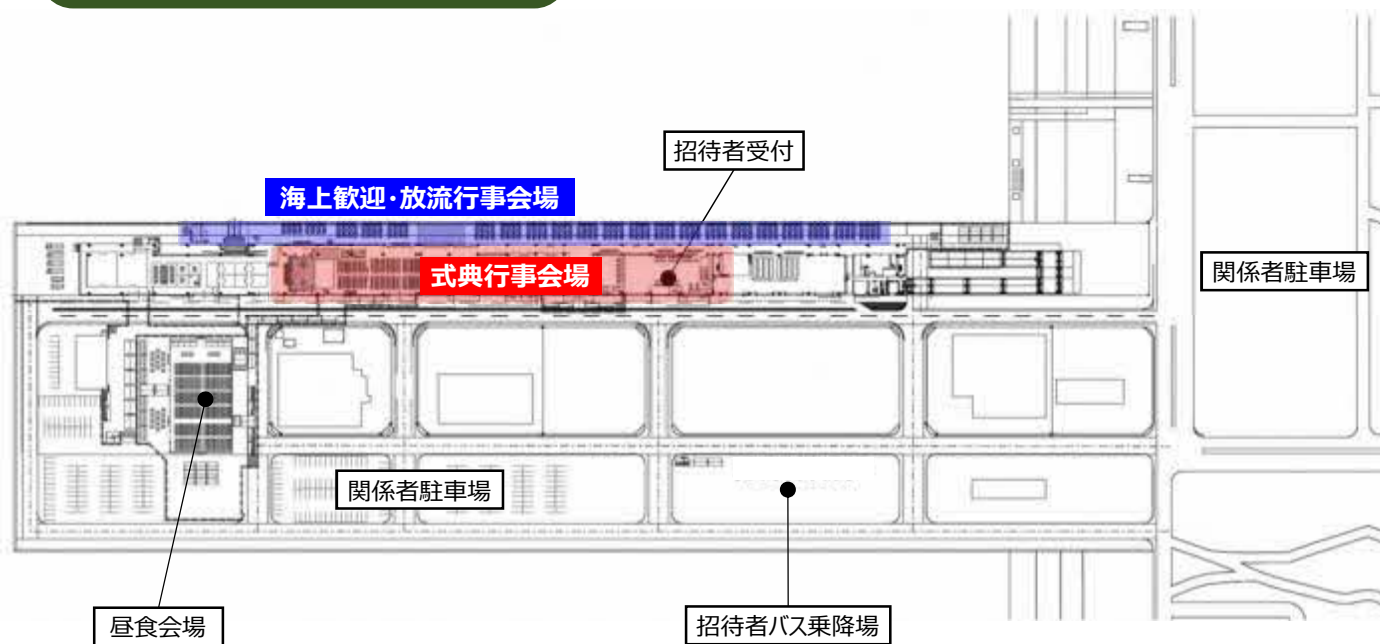 招待者受付
海上歓迎・放流行事会場
式典行事会場
関係者駐車場
関係者駐車場
昼食会場
招待者バス乗降場